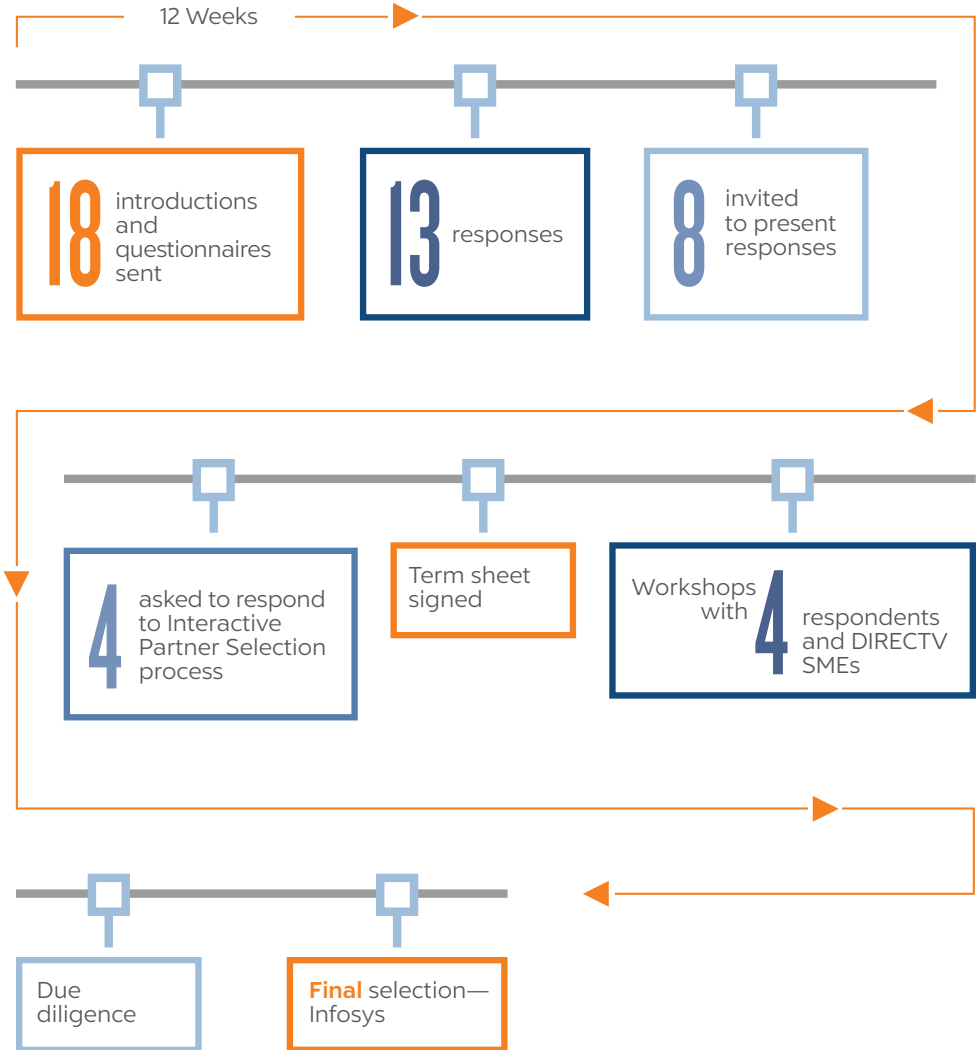 12 Weeks
18
introductions
and
questionnaires
sent
13
responses
8
invited
to present
responses
4
asked to respond
to Interactive
Partner Selection
process
Term sheet
signed
Workshops
with
4
respondents
and DIRECTV
SMEs
Due
diligence
Final selection—
Infosys